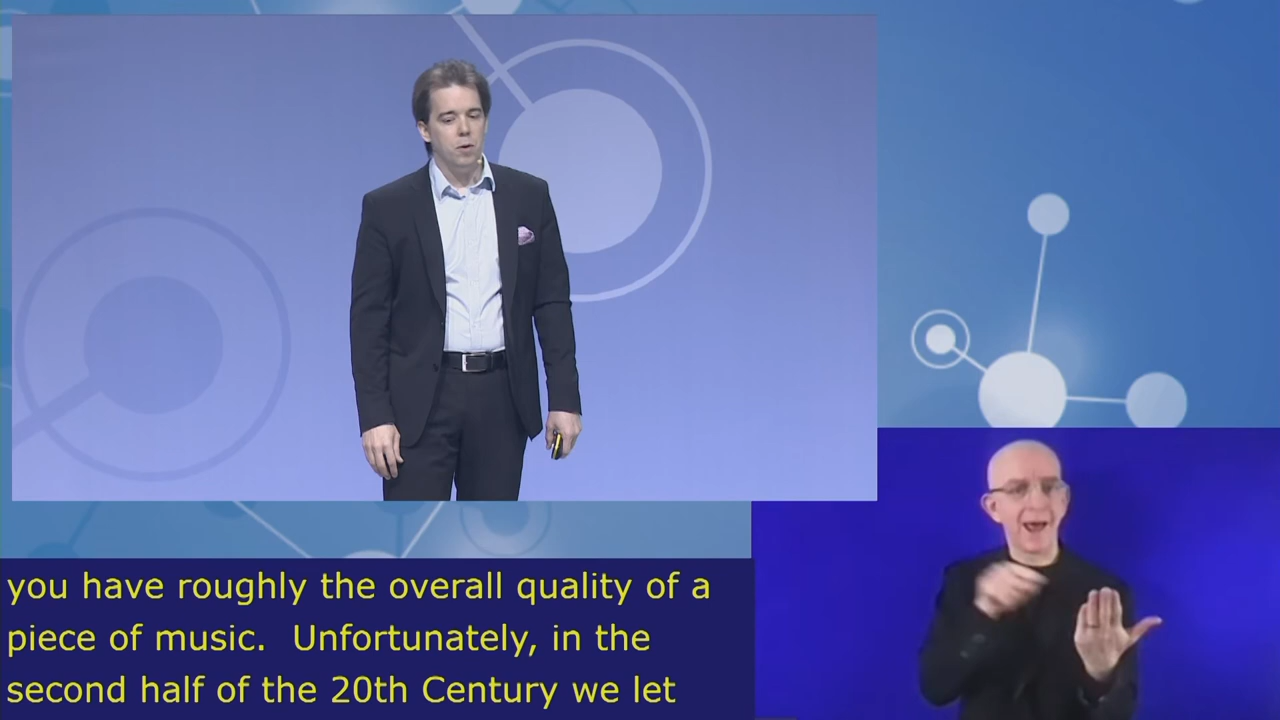 you have roughly the overall quality of a
piece of music.  Unfortunately, in the
second half of the 20th Century we let